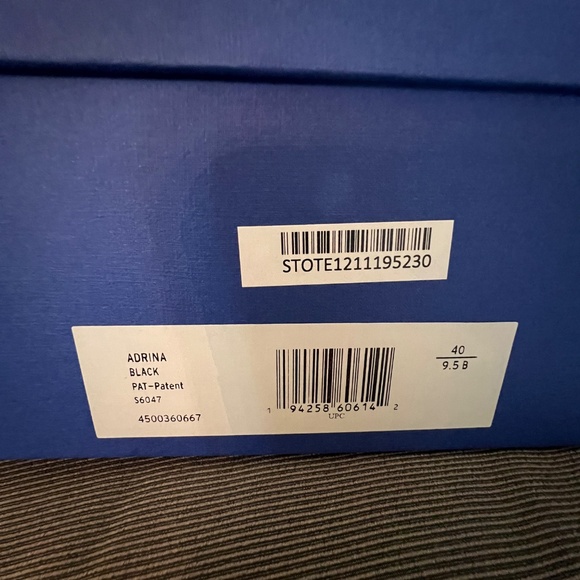 STOTE1211195230
ADRINA
BLACK
PAT-Patent
S6047
4500360667
1 94258 60614 2
UPC
40
9.5 B